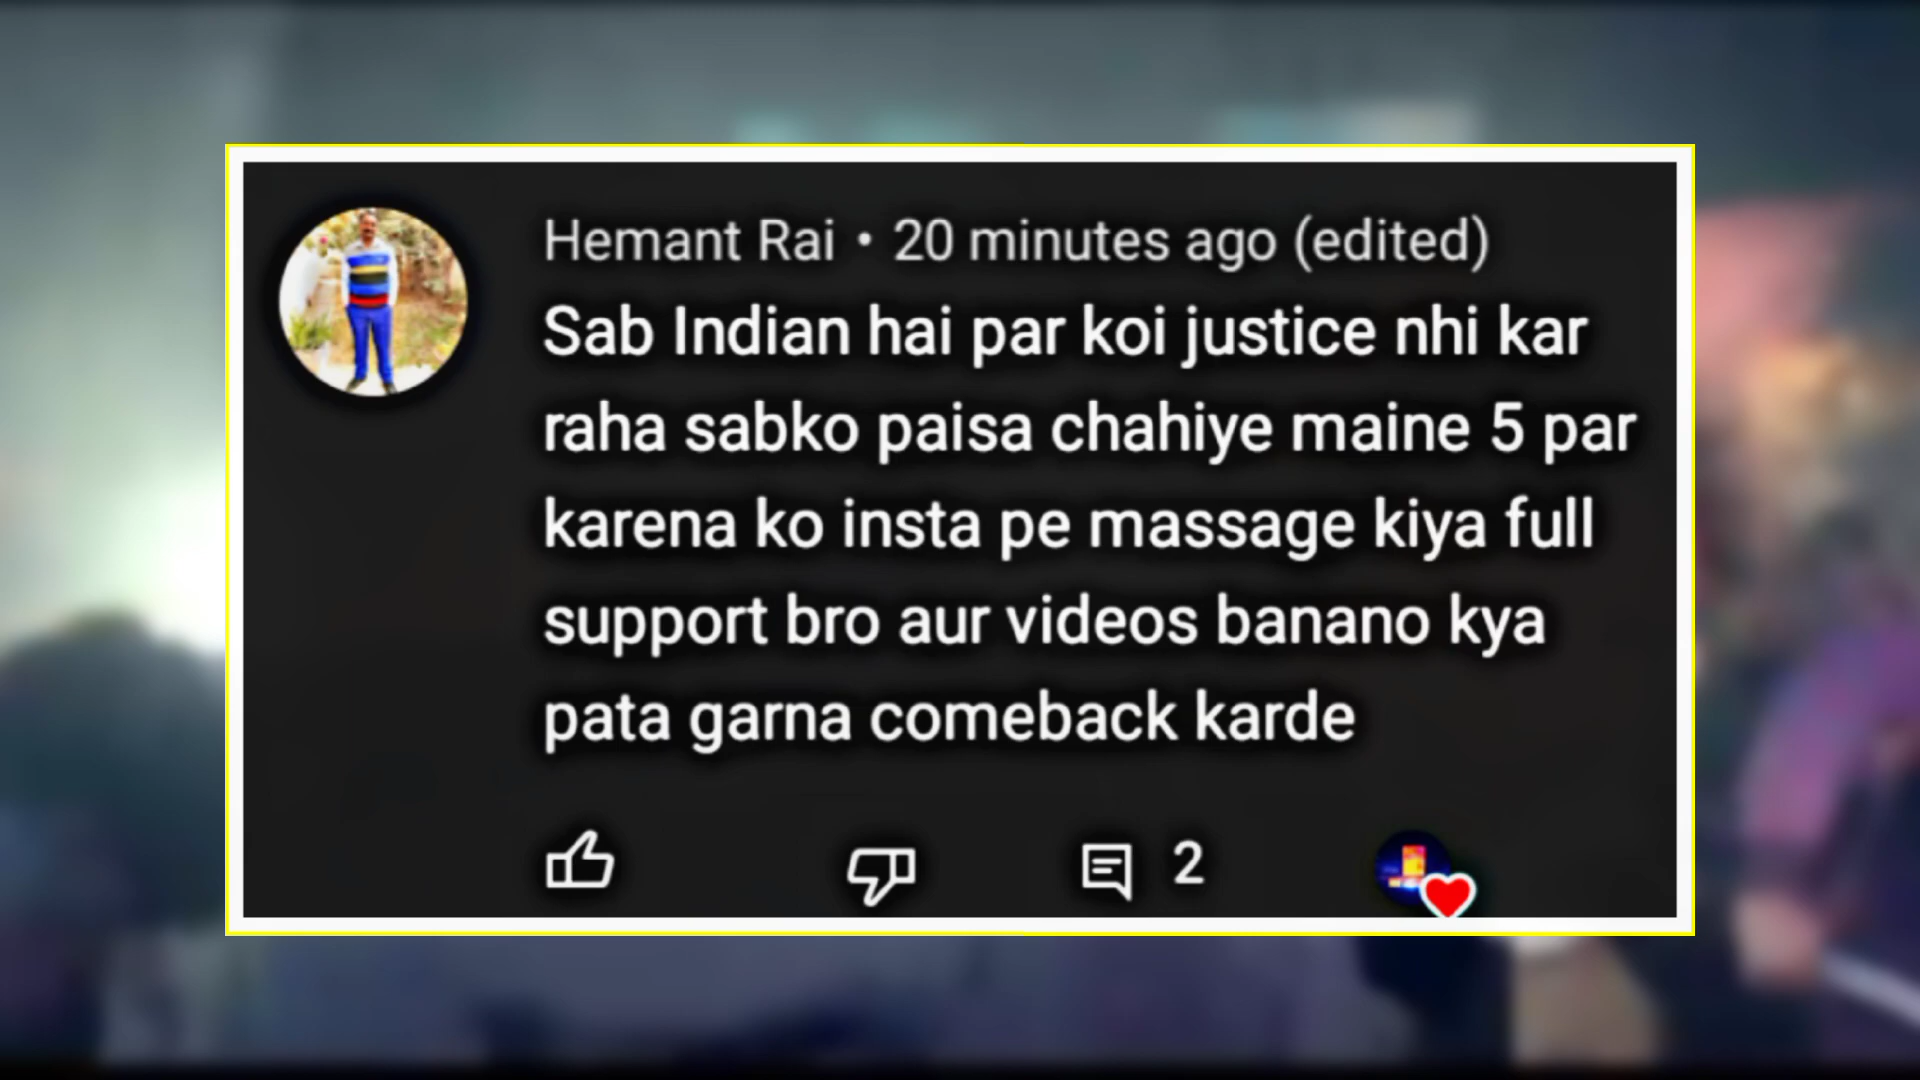 Hemant Rai • 20 minutes ago (edited)
Sab Indian hai par koi justice nhi kar
raha sabko paisa chahiye maine 5 par
karena ko insta pe massage kiya full
support bro aur videos banano kya
pata garna comeback karde
2